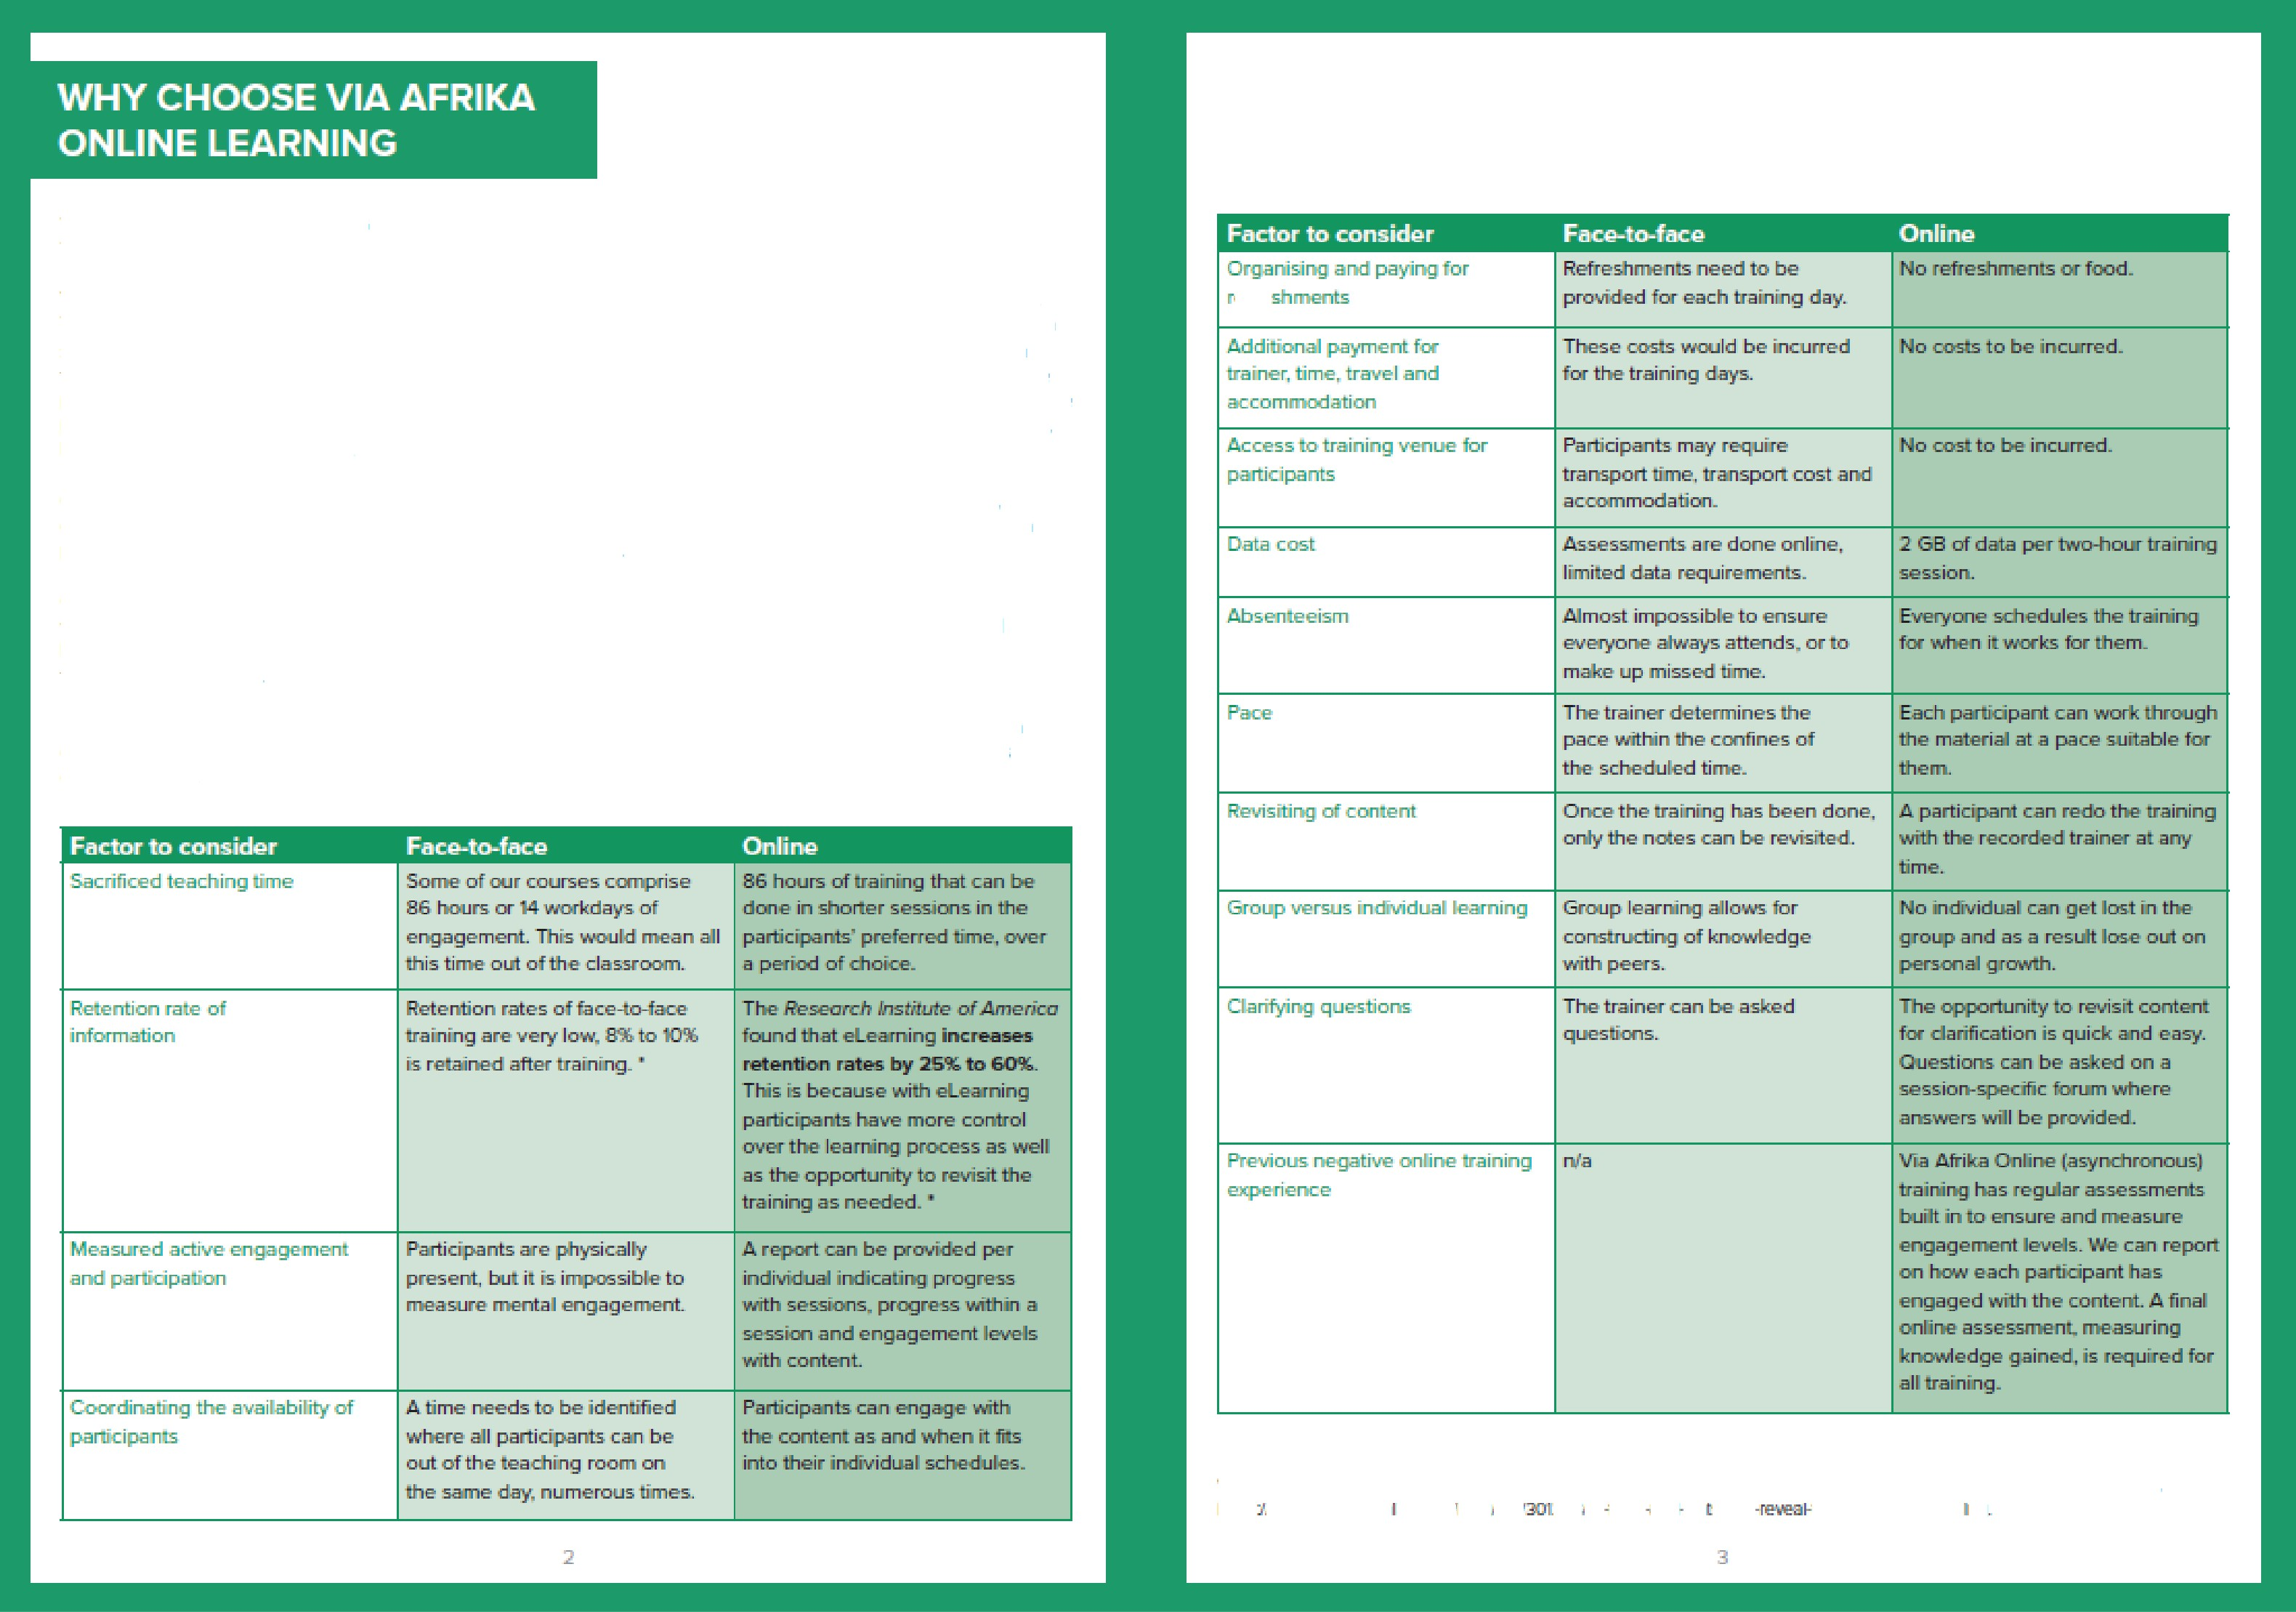 WHY CHOOSE VIA AFRIKA
ONLINE LEARNING
Factor to consider Face-to-face Online
Sacrificed teaching time
Some of our courses comprise
86 hours or 14 workdays of
engagement. This would mean all
this time out of the classroom.
86 hours of training that can be
done in shorter sessions in the
participants' preferred time, over
a period of choice.
Retention rate of
information
Retention rates of face-to-face
training are very low, 8% to 10%
is retained after training. *
The Research Institute of America
found that eLearning increases
retention rates by 25% to 60%.
This is because with eLearning
participants have more control
over the learning process as well
as the opportunity to revisit the
training as needed. *
Measured active engagement
and participation
Participants are physically
present, but it is impossible to
measure mental engagement.
A report can be provided per
individual indicating progress
with sessions, progress within a
session and engagement levels
with content.
Coordinating the availability of
participants
A time needs to be identified
where all participants can be
out of the teaching room on
the same day, numerous times.
Participants can engage with
the content as and when it fits
into their individual schedules.
2
Factor to consider Face-to-face Online
Organising and paying for
shments
Refreshments need to be
provided for each training day.
No refreshments or food.
Additional payment for
trainer, time, travel and
accommodation
These costs would be incurred
for the training days.
No costs to be incurred.
Access to training venue for
participants
Participants may require
transport time, transport cost and
accommodation.
No cost to be incurred.
Data cost
Assessments are done online,
limited data requirements.
2 GB of data per two-hour training
session.
Absenteeism
Almost impossible to ensure
everyone always attends, or to
make up missed time.
Everyone schedules the training
for when it works for them.
Pace
The trainer determines the
pace within the confines of
the scheduled time.
Each participant can work through
the material at a pace suitable for
them.
Revisiting of content
Once the training has been done,
only the notes can be revisited.
A participant can redo the training
with the recorded trainer at any
time.
Group versus individual learning
Group learning allows for
constructing of knowledge
with peers.
No individual can get lost in the
group and as a result lose out on
personal growth.
Clarifying questions
The trainer can be asked
questions.
The opportunity to revisit content
for clarification is quick and easy.
Questions can be asked on a
session-specific forum where
answers will be provided.
Previous negative online training
experience
n/a
Via Afrika Online (asynchronous)
training has regular assessments
built in to ensure and measure
engagement levels. We can report
on how each participant has
engaged with the content. A final
online assessment, measuring
knowledge gained, is required for
all training.
-reveal-
3